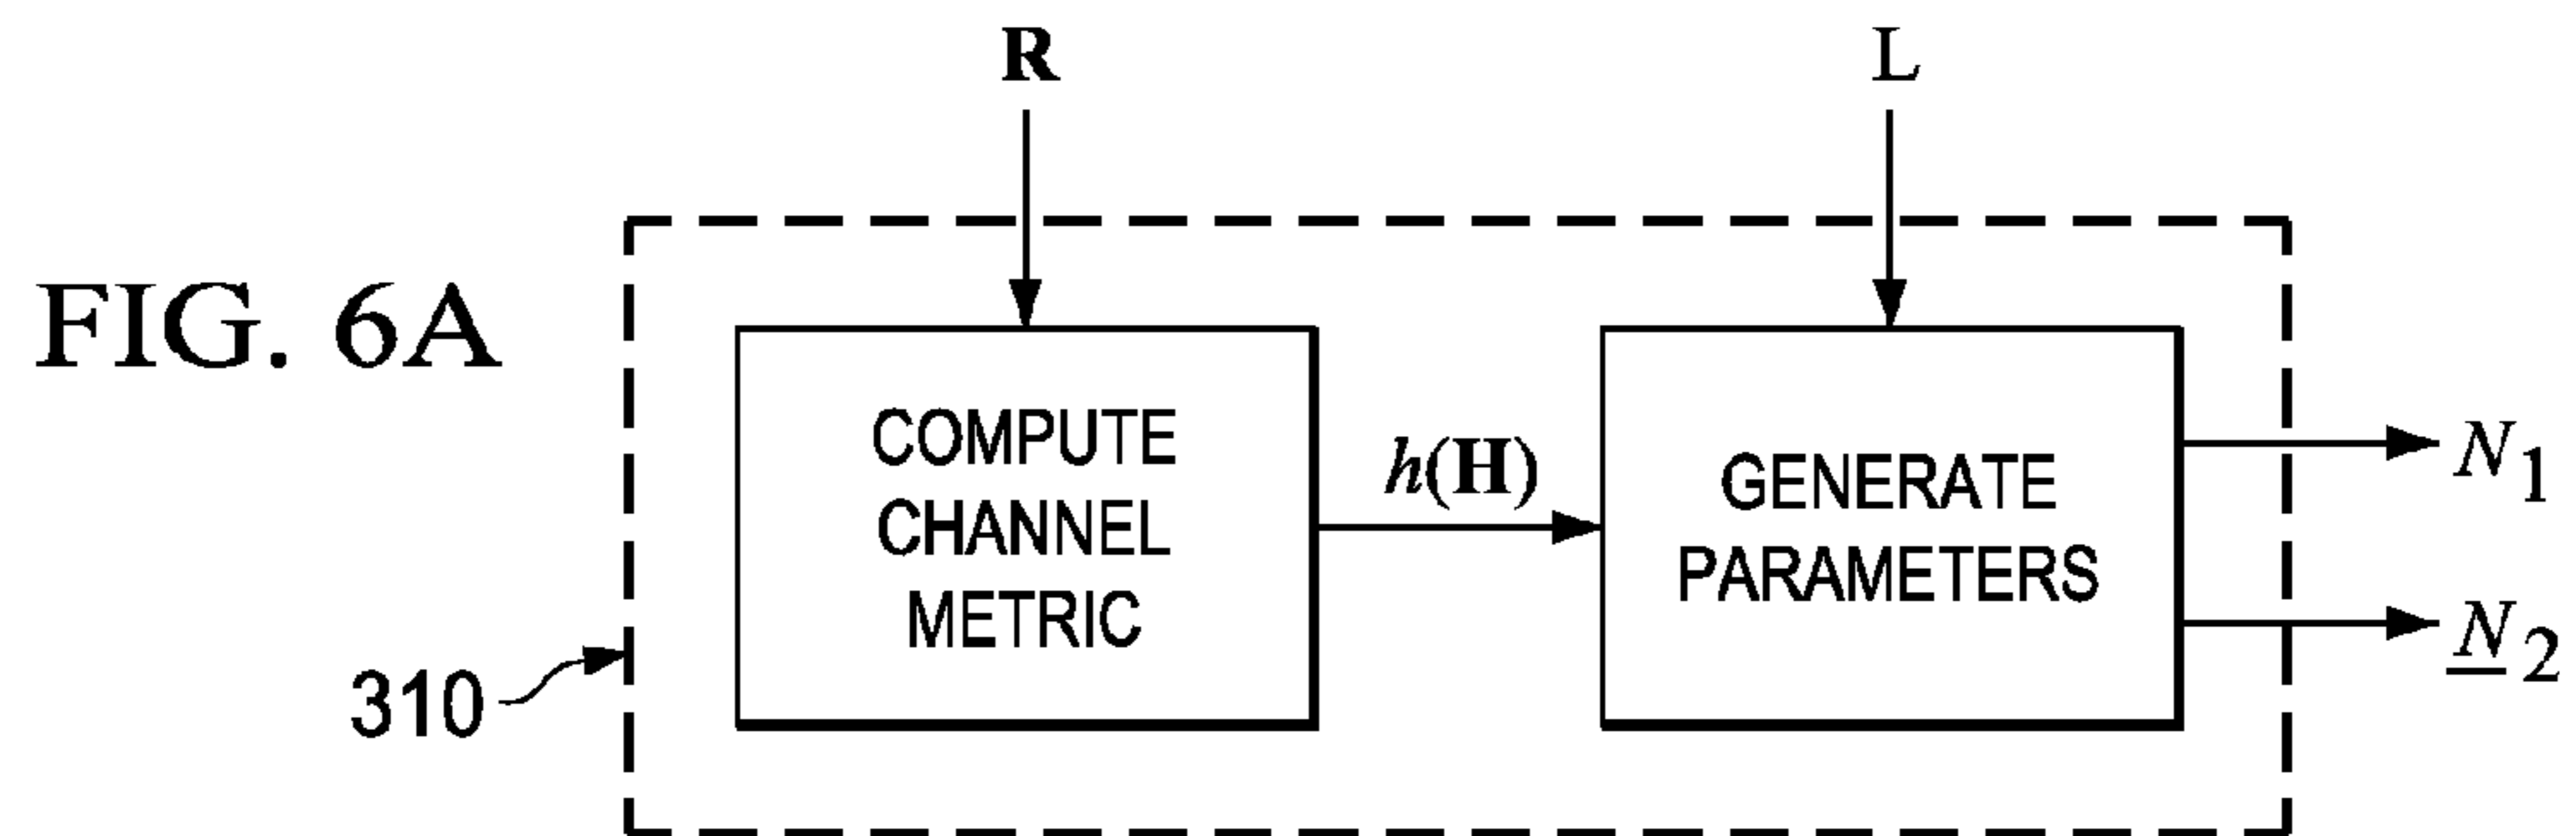 R
L
FIG. 6A
COMPUTE
CHANNEL
METRIC
h(H)
GENERATE
PARAMETERS
N1
N2
310